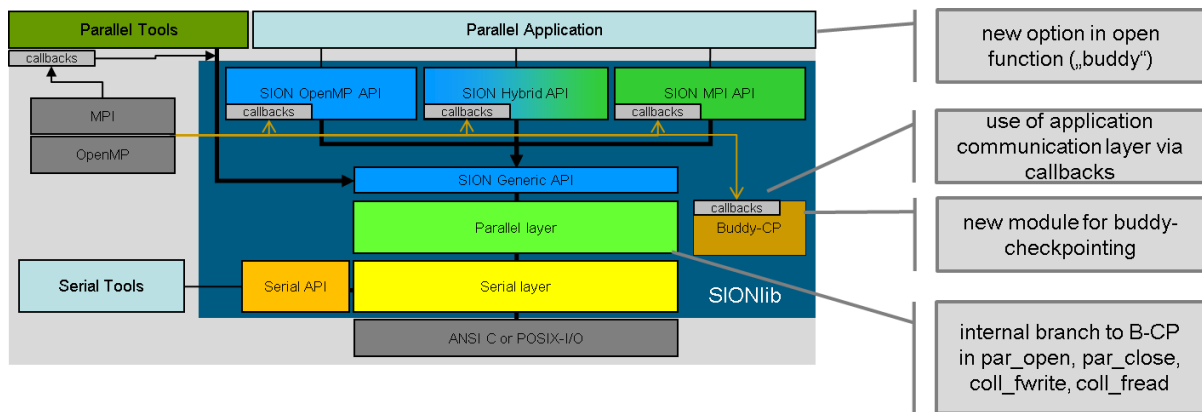 Parallel Tools
Parallel Application
callbacks
SION OpenMP API
callbacks
SION Hybrid API
callbacks
SION MPI API
callbacks
MPI
OpenMP
SION Generic API
callbacks
Buddy-CP
Parallel layer
Serial Tools
Serial API
Serial layer
SIONlib
ANSI C or POSIX-I/O
new option in open
function („buddy“)
use of application
communication layer via
callbacks
new module for buddy-
checkpointing
internal branch to B-CP
in par_open, par_close,
coll_fwrite, coll_fread